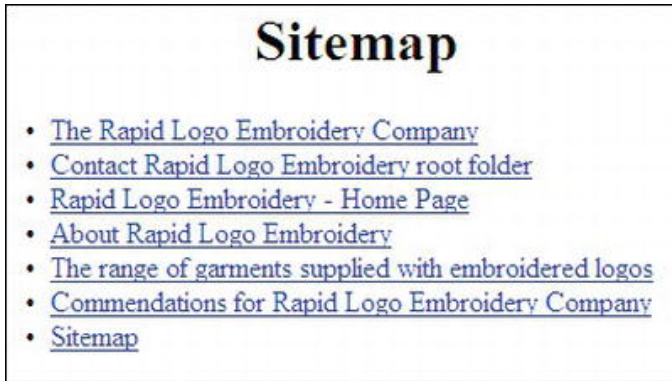 Sitemap
• The Rapid Logo Embroidery Company
• Contact Rapid Logo Embroidery root folder
• Rapid Logo Embroidery - Home Page
• About Rapid Logo Embroidery
• The range of garments supplied with embroidered logos
• Commendations for Rapid Logo Embroidery Company
• Sitemap